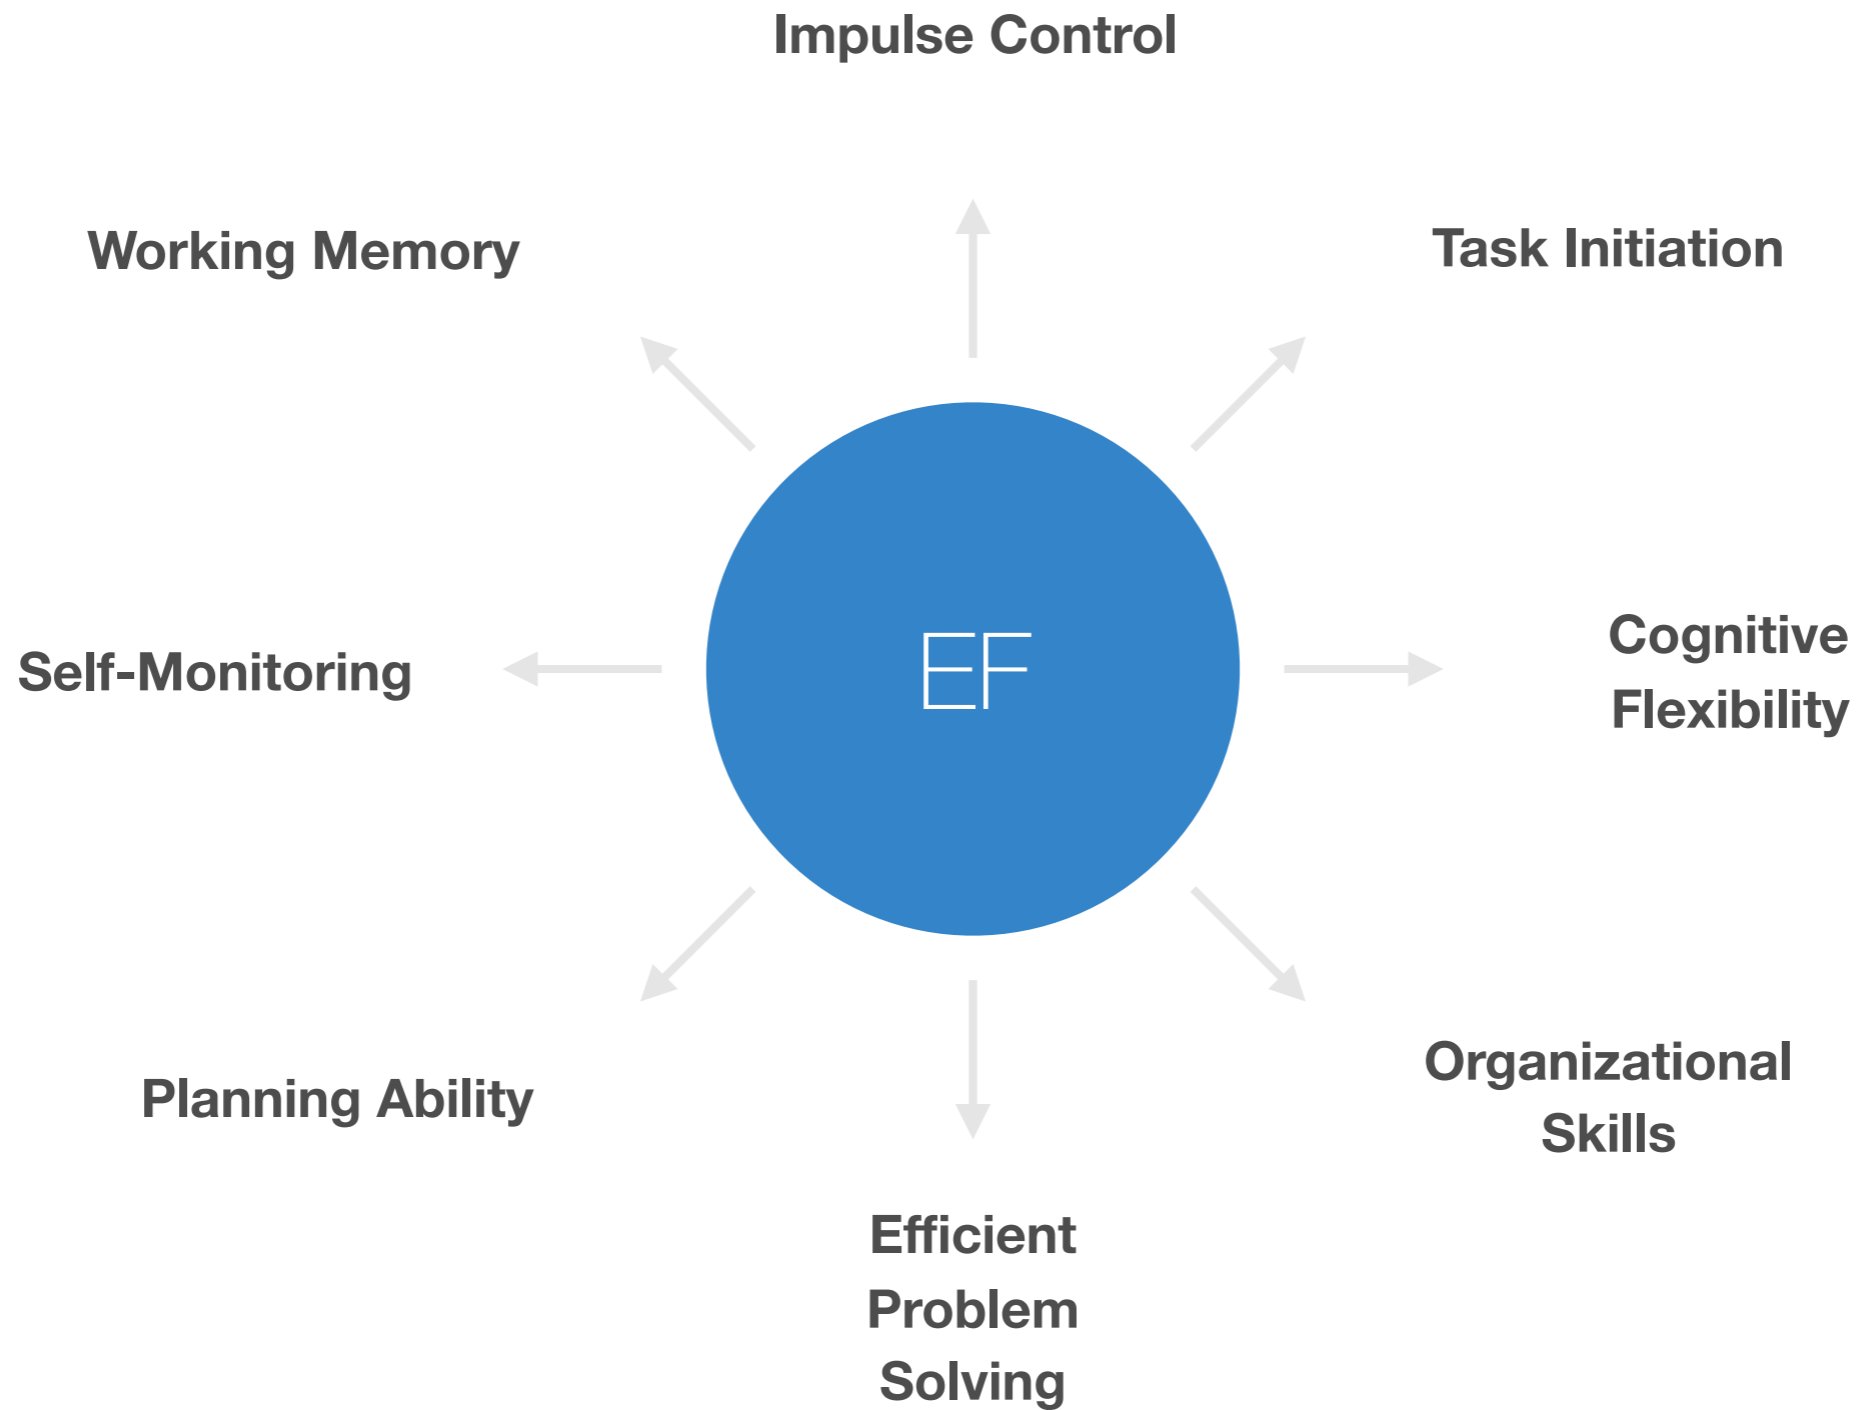 Impulse Control
Working Memory
Task Initiation
Self-Monitoring
EF
Cognitive
Flexibility
Planning Ability
Organizational
Skills
Efficient
Problem
Solving